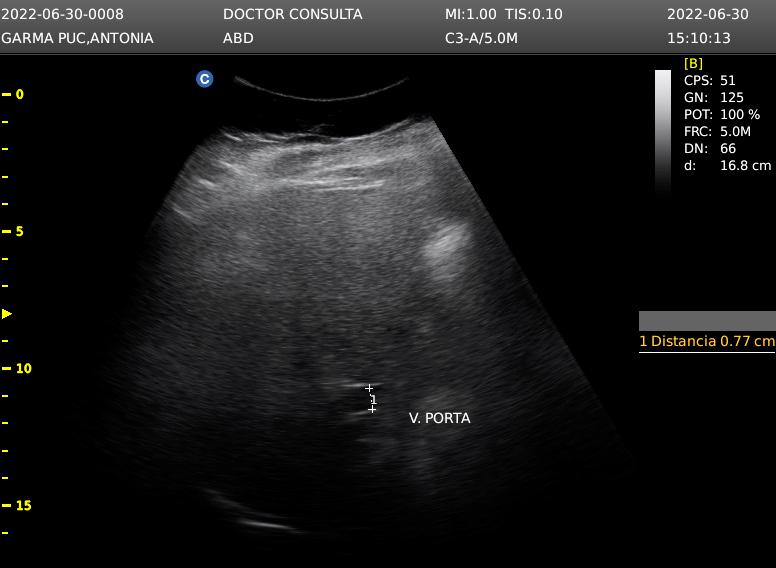 2022-06-30-0008 DOCTOR CONSULTA MI:1.00 TIS:0.10 2022-06-30
GARMA PUC,ANTONIA ABD C3-A/5.0M 15:10:13
C
[B]
CPS: 51
GN: 125
POT: 100 %
FRC: 5.0M
DN: 66
d: 16.8 cm
0
5
10
15
1 Distancia 0.77 cm
1
V. PORTA